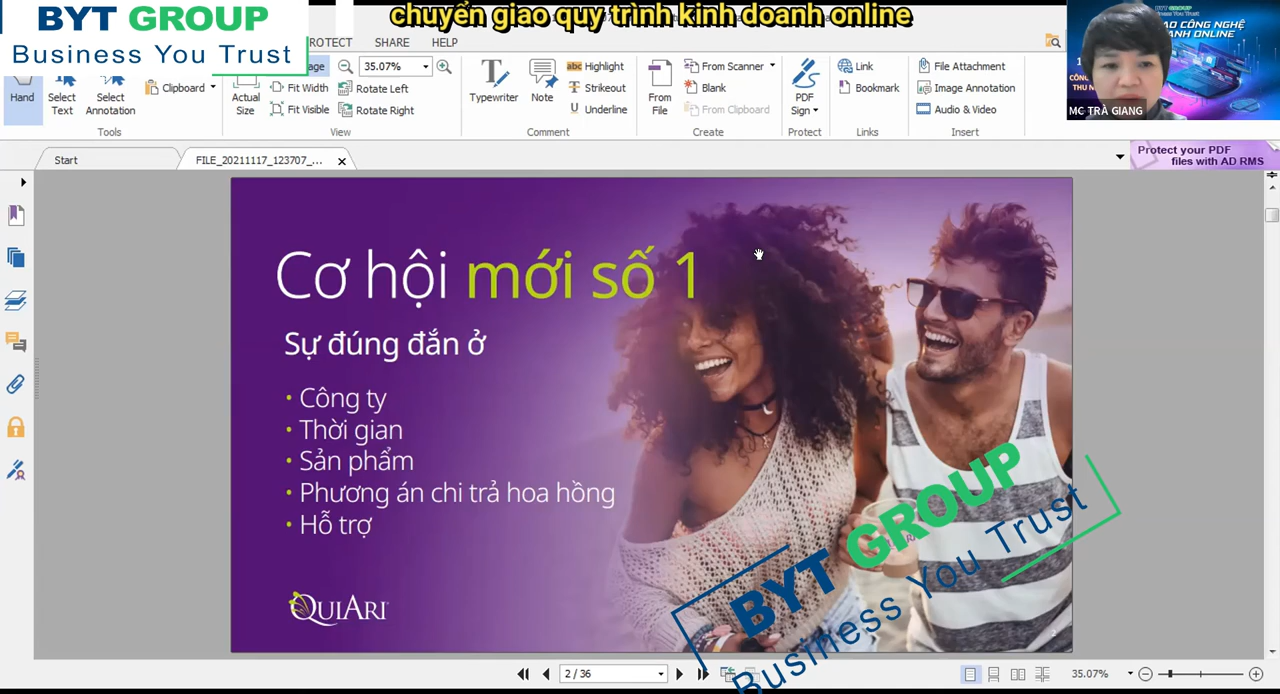 BYT GROUP
Business You Trust
chuyển giao quy trình kinh doanh online
ROTECT SHARE HELP
Hand
Select Text
Select Annotation
Clipboard
Tools
Actual Size
age
Fit Width
Fit Visible
35.07%
Rotate Left
Rotate Right
View
Typewriter
Note
Highlight
Strikeout
Underline
Comment
From File
From Scanner
Blank
From Clipboard
Create
PDF Sign
Protect
Link
Bookmark
Links
File Attachment
Image Annotation
Audio & Video
Insert
MC TRÀ GIANG
Start
FILE_20211117_123707_...
Protect your PDF
files with AD RMS
Cơ hội mới số 1
Sự đúng đắn ở
• Công ty
• Thời gian
• Sản phẩm
• Phương án chi trả hoa hồng
• Hỗ trợ
QUIARI
BYT GROUP
Business You Trust
2 / 36
35.07%